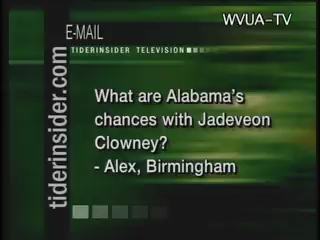 WVUA-TV
E-MAIL
TIDERINSIDER TELEVISION
tiderinsider.com
What are Alabama's
chances with Jadeveon
Clowney?
- Alex, Birmingham